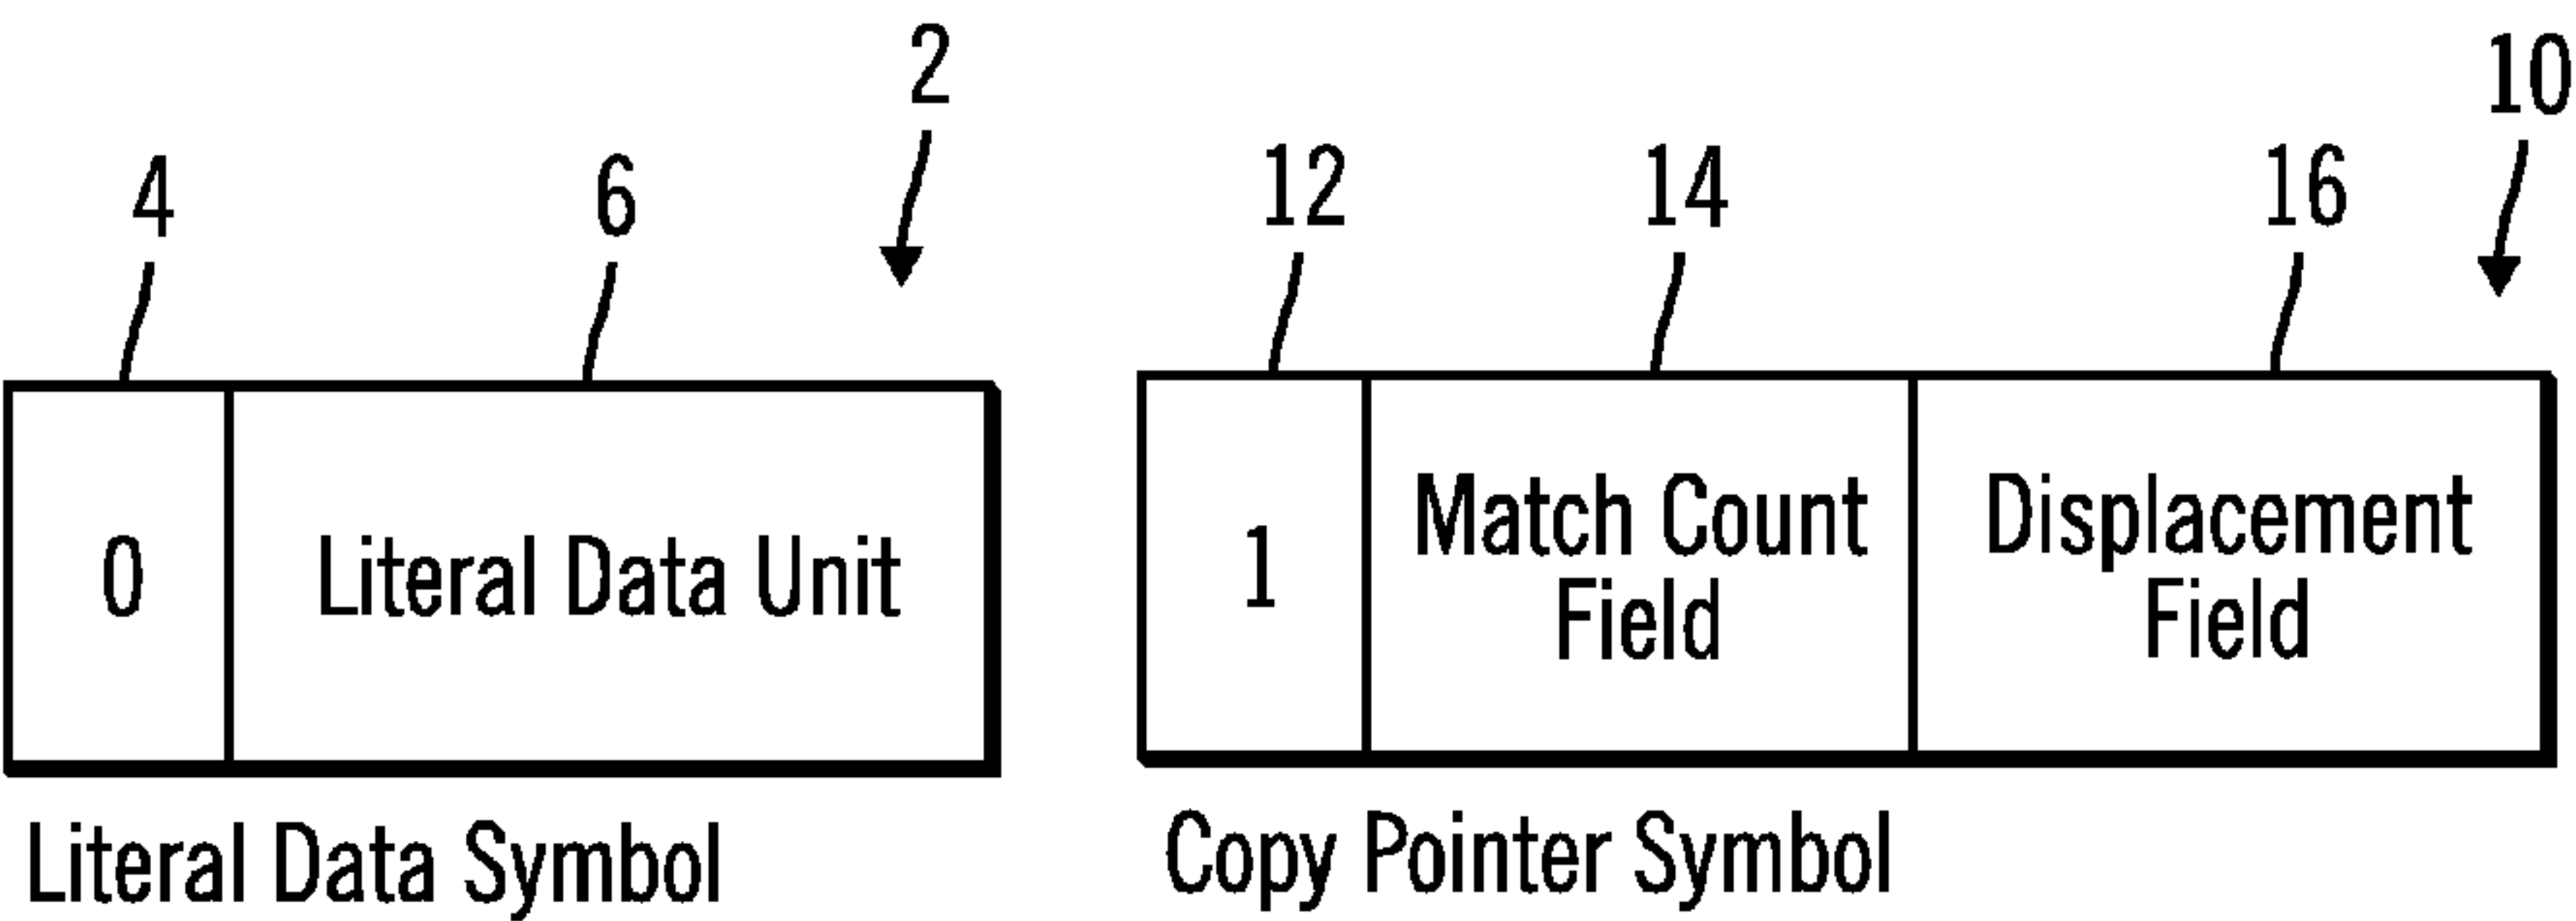 2
4
6
0
Literal Data Unit
Literal Data Symbol
10
12
14
16
1
Match Count
Field
Displacement
Field
Copy Pointer Symbol